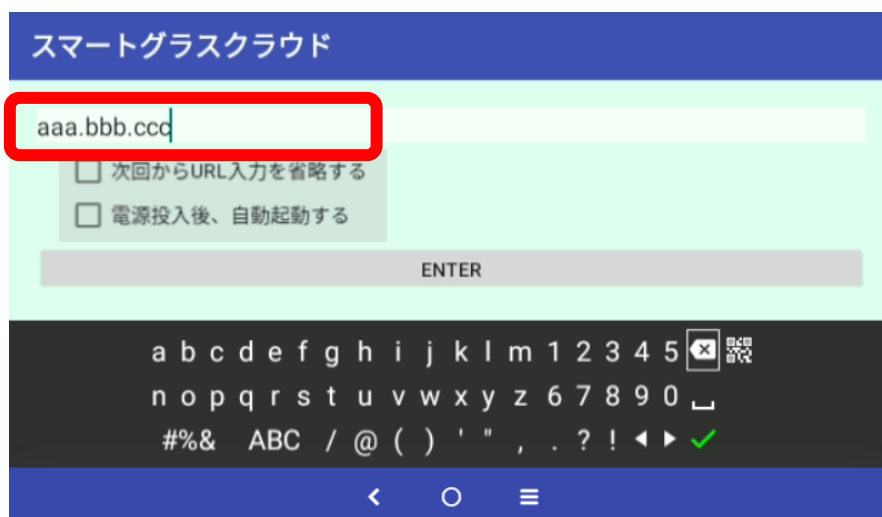 スマートグラスクラウド
aaa.bbb.ccc
次回からURL入力を省略する
電源投入後、自動起動する
ENTER
a b c d e f g h i j k l m 1 2 3 4 5
n o p q r s t u v w x y z 6 7 8 9 0
#%& ABC / @ ( ) ' " , . ? !